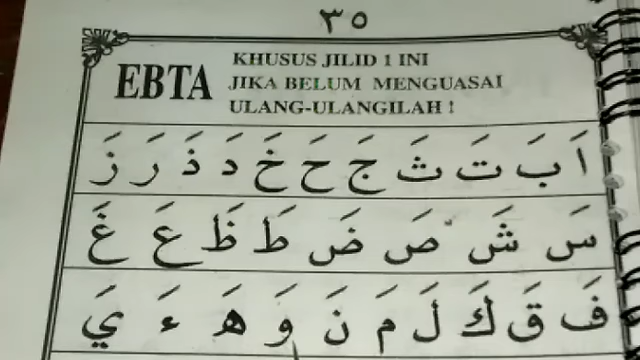 ٣٥
EBTA
KHUSUS JILID 1 INI
JIKA BELUM MENGUASAI
ULANG-ULANGILAH !
اَ بَ تَ ثَ جَ حَ خَ دَ ذَ رَ زَ
سَ شَ صَ ضَ طَ ظَ عَ غَ
فَ قَ كَ لَ مَ نَ وَ هَ ءَ يَ